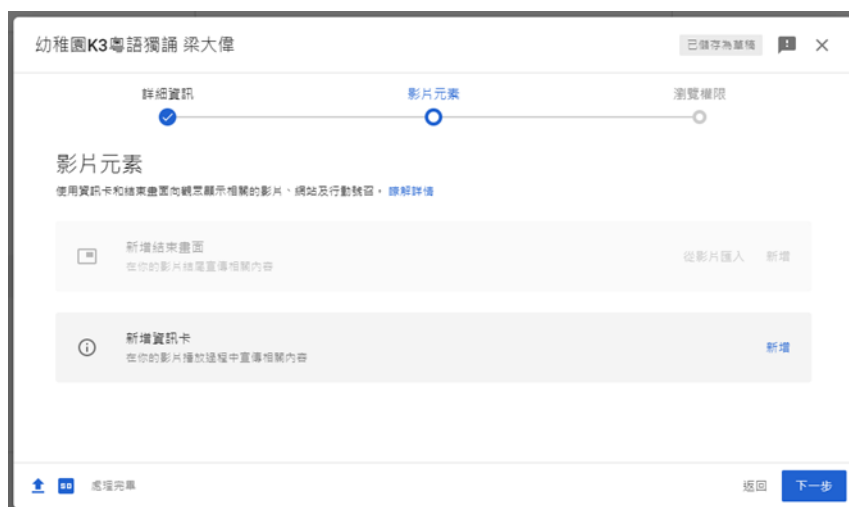 幼稚園K3粵語獨誦 梁大偉
已儲存為草稿
詳細資訊
影片元素
瀏覽權限
影片元素
使用資訊卡和結束畫面向觀眾顯示相關的影片、網站及行動號召。 瞭解詳情
新增結束畫面
在你的影片結尾宣傳相關內容
從影片匯入 新增
新增資訊卡
在你的影片播放過程中宣傳相關內容
新增
SD 處理完畢
返回 下一步